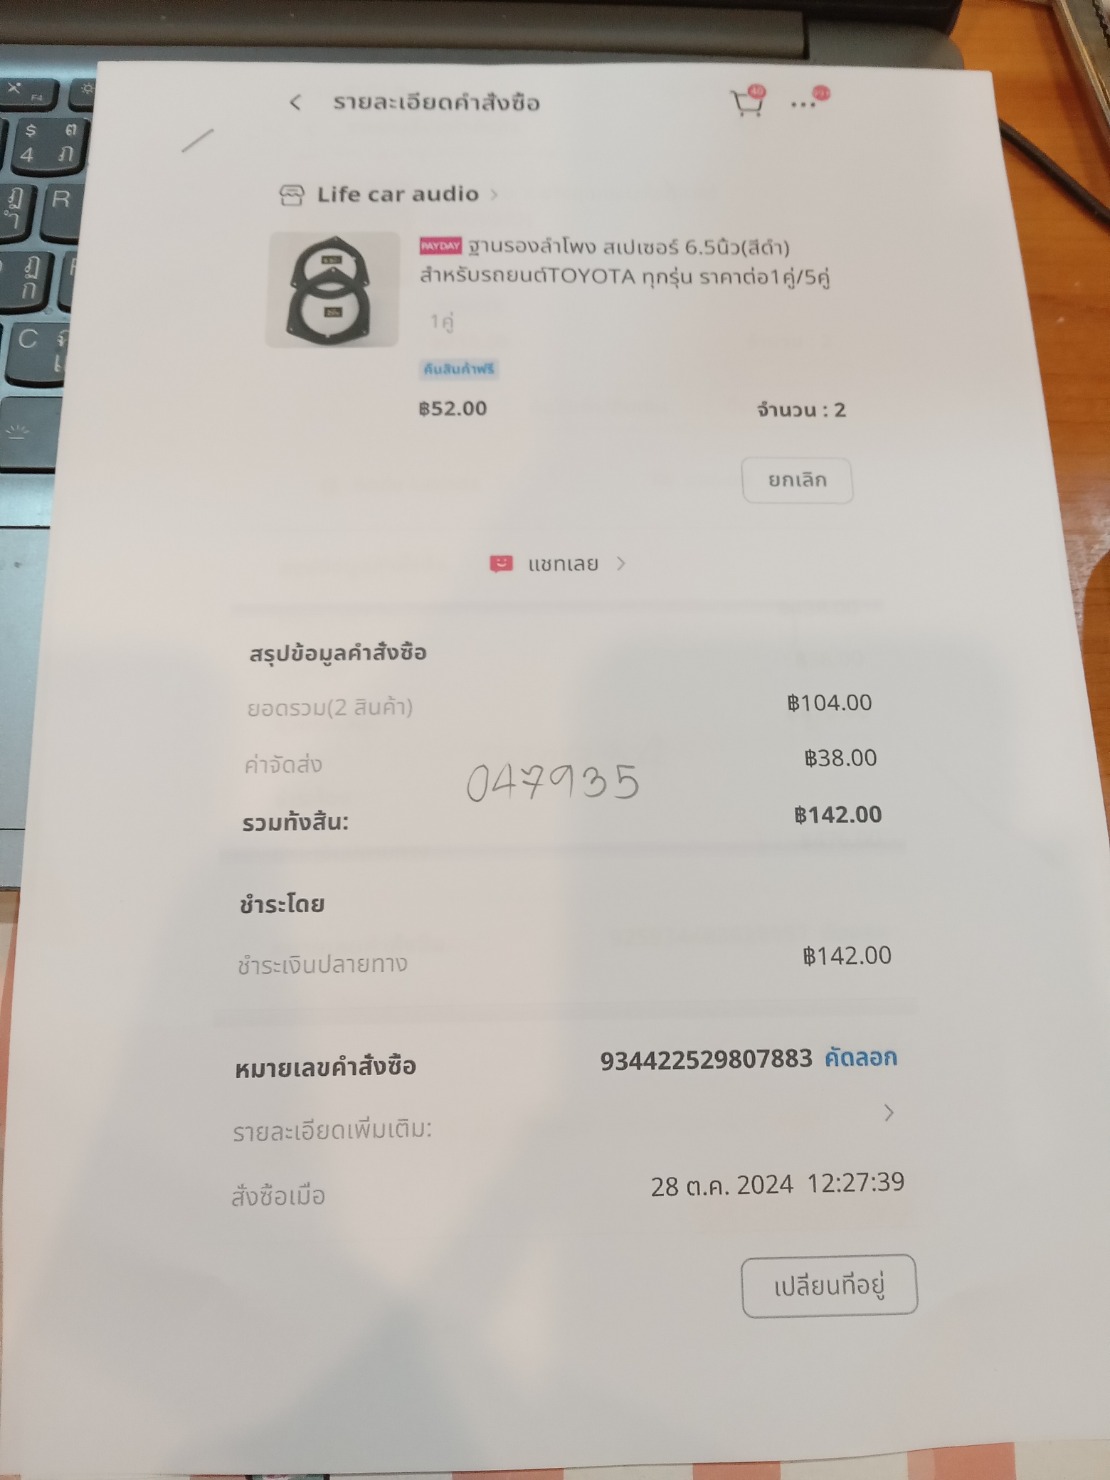 รายละเอียดคำสั่งซื้อ
40
Life car audio
PAYDAY ฐานรองลำโพง สเปเซอร์ 6.5นิ้ว(สีดำ)
สำหรับรถยนต์TOYOTA ทุกรุ่น ราคาต่อ1คู่/5คู่
1คู่
คืนสินค้าฟรี
฿52.00 จำนวน : 2
ยกเลิก
แชทเลย
สรุปข้อมูลคำสั่งซื้อ
ยอดรวม(2 สินค้า) ฿104.00
ค่าจัดส่ง ฿38.00
047935
รวมทั้งสิ้น: ฿142.00
ชำระโดย
ชำระเงินปลายทาง ฿142.00
หมายเลขคำสั่งซื้อ 934422529807883 คัดลอก
รายละเอียดเพิ่มเติม:
สั่งซื้อเมื่อ 28 ต.ค. 2024 12:27:39
เปลี่ยนที่อยู่
F4
$ ฅ
4 ภ
R
C